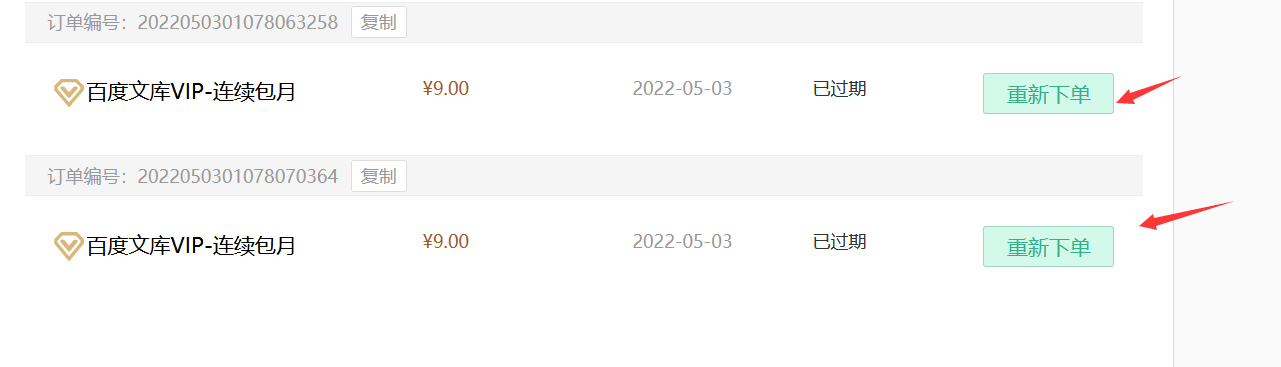 订单编号：2022050301078063258 复制
百度文库VIP-连续包月 ¥9.00 2022-05-03 已过期 重新下单
订单编号：2022050301078070364 复制
百度文库VIP-连续包月 ¥9.00 2022-05-03 已过期 重新下单